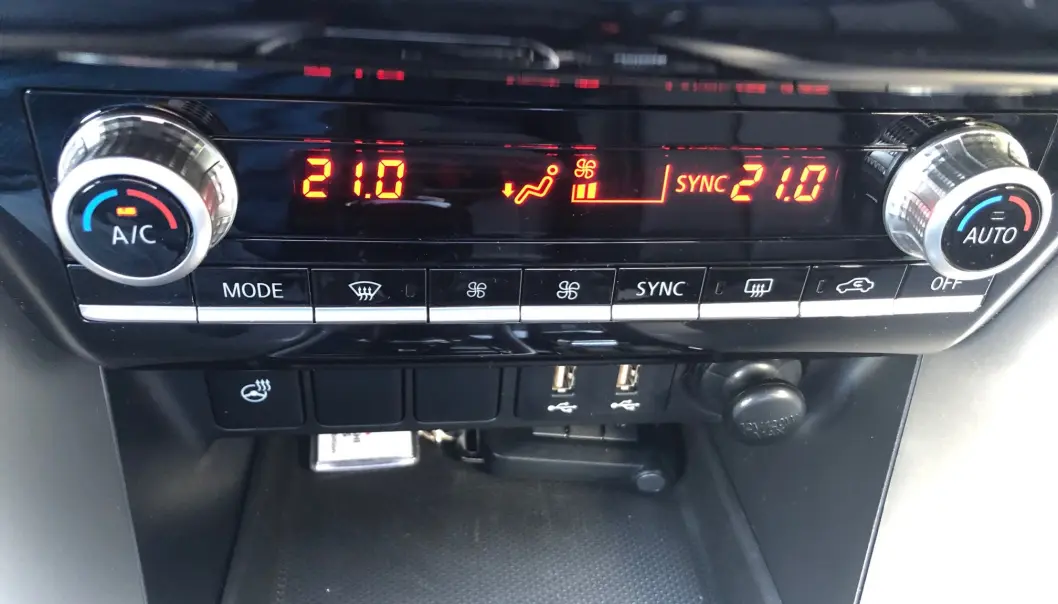 21.0
SYNC 21.0
A/C
AUTO
MODE
SYNC
OFF